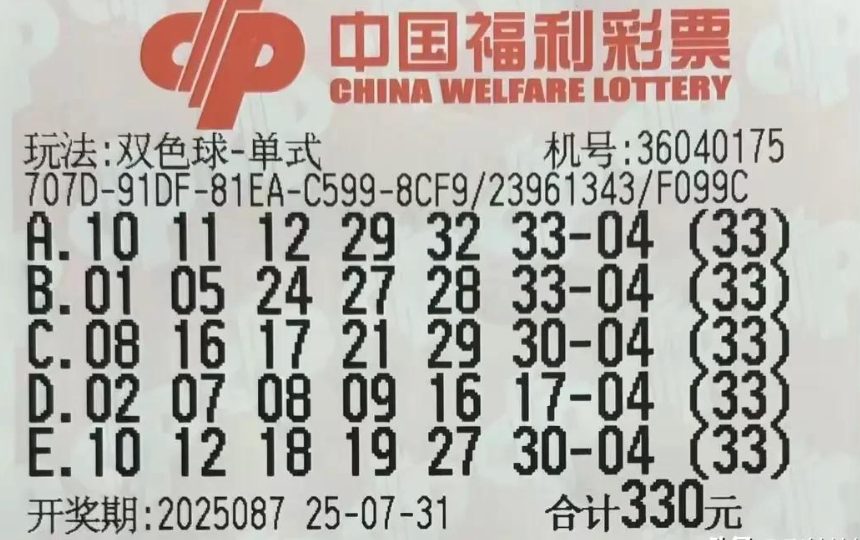 中国福利彩票
CHINA WELFARE LOTTERY
玩法:双色球-单式 机号:36040175
707D-91DF-81EA-C599-8CF9/23961343/F099C
A.10 11 12 29 32 33-04 (33)
B.01 05 24 27 28 33-04 (33)
C.08 16 17 21 29 30-04 (33)
D.02 07 08 09 16 17-04 (33)
E.10 12 18 19 27 30-04 (33)
开奖期:2025087 25-07-31 合计330元